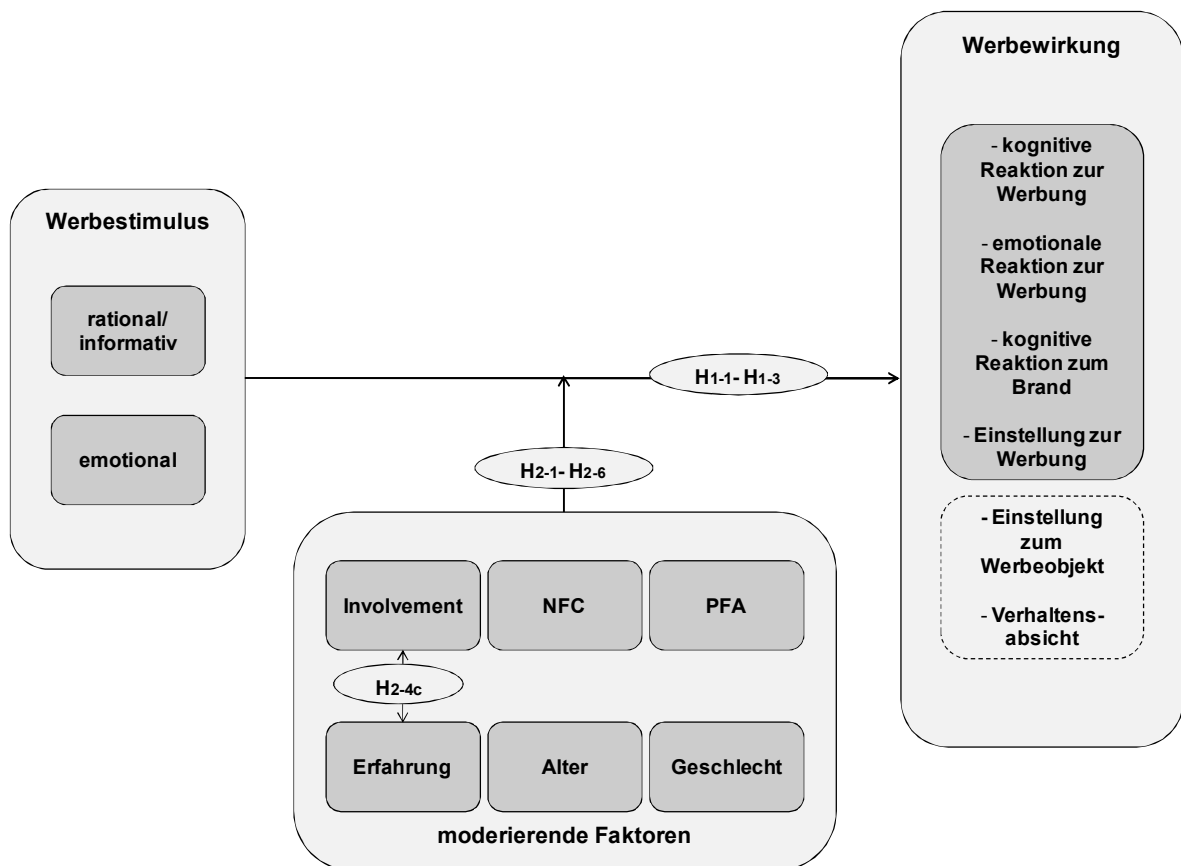 Werbestimulus
rational/
informativ
emotional
H1-1- H1-3
H2-1- H2-6
Involvement
NFC
PFA
H2-4c
Erfahrung
Alter
Geschlecht
moderierende Faktoren
Werbewirkung
- kognitive
Reaktion zur
Werbung
- emotionale
Reaktion zur
Werbung
- kognitive
Reaktion zum
Brand
- Einstellung zur
Werbung
- Einstellung
zum
Werbeobjekt
- Verhaltens-
absicht